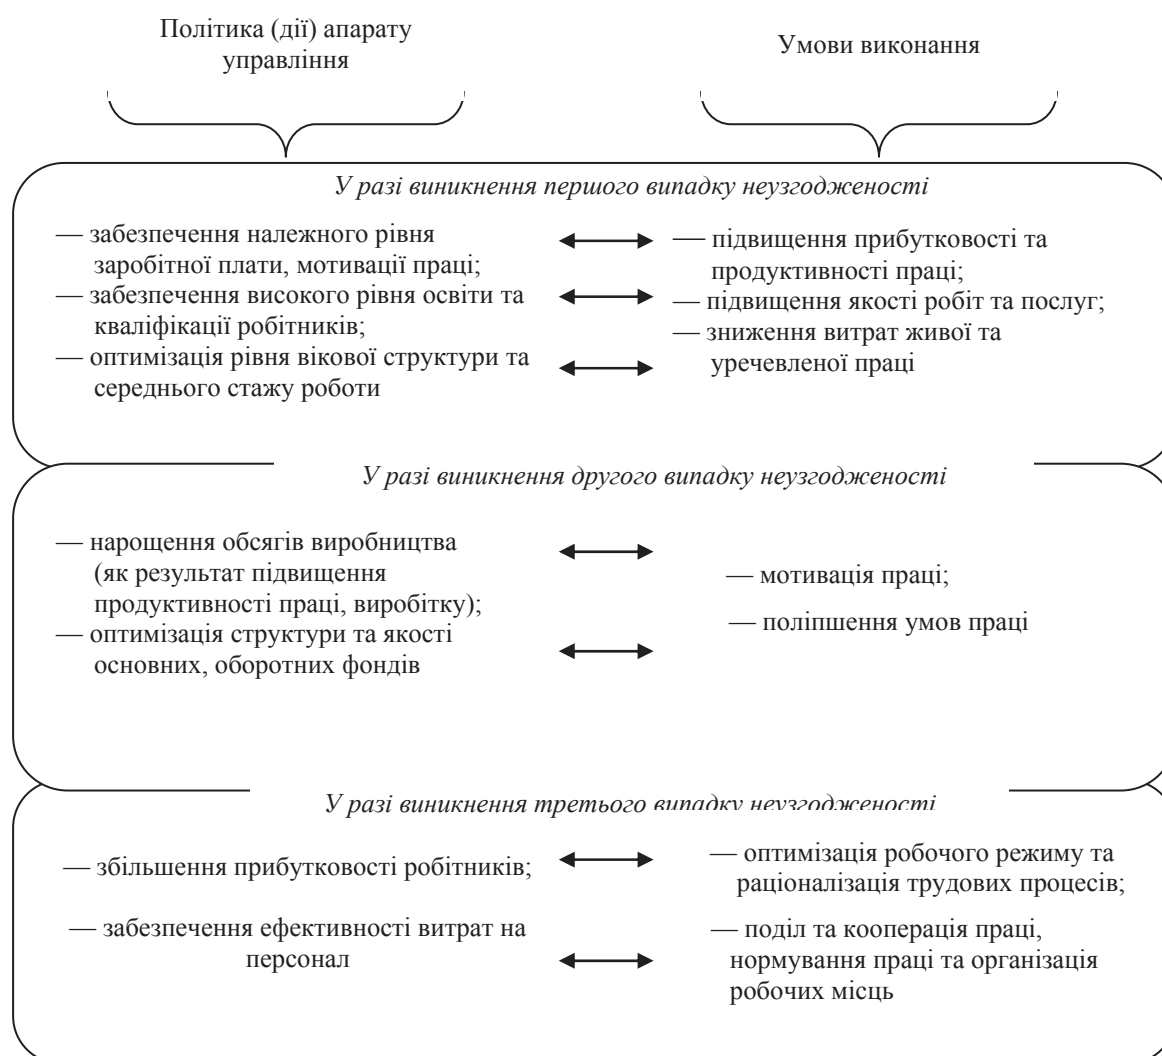 Політика (дії) апарату
управління
Умови виконання
У разі виникнення першого випадку неузгодженості
— забезпечення належного рівня
заробітної плати, мотивації праці;
— забезпечення високого рівня освіти та
кваліфікації робітників;
— оптимізація рівня вікової структури та
середнього стажу роботи
— підвищення прибутковості та
продуктивності праці;
— підвищення якості робіт та послуг;
— зниження витрат живої та
уречевленої праці
У разі виникнення другого випадку неузгодженості
— нарощення обсягів виробництва
(як результат підвищення
продуктивності праці, виробітку);
— оптимізація структури та якості
основних, оборотних фондів
— мотивація праці;
— поліпшення умов праці
У разі виникнення третього випадку неузгодженості
— збільшення прибутковості робітників;
— забезпечення ефективності витрат на
персонал
— оптимізація робочого режиму та
раціоналізація трудових процесів;
— поділ та кооперація праці,
нормування праці та організація
робочих місць